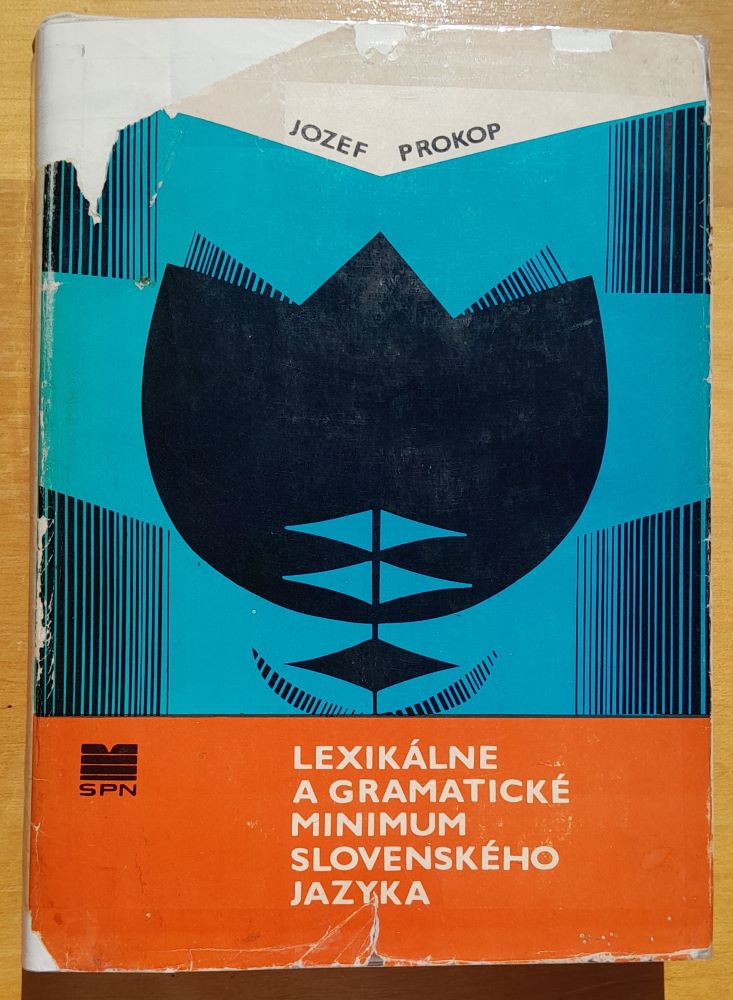 JOZEF PROKOP
SPN
LEXIKÁLNE
A GRAMATICKÉ
MINIMUM
SLOVENSKÉHO
JAZYKA